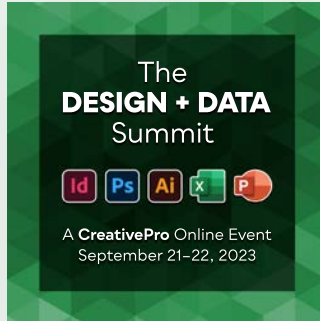 The
DESIGN + DATA
Summit
Id Ps Ai X P
A CreativePro Online Event
September 21–22, 2023